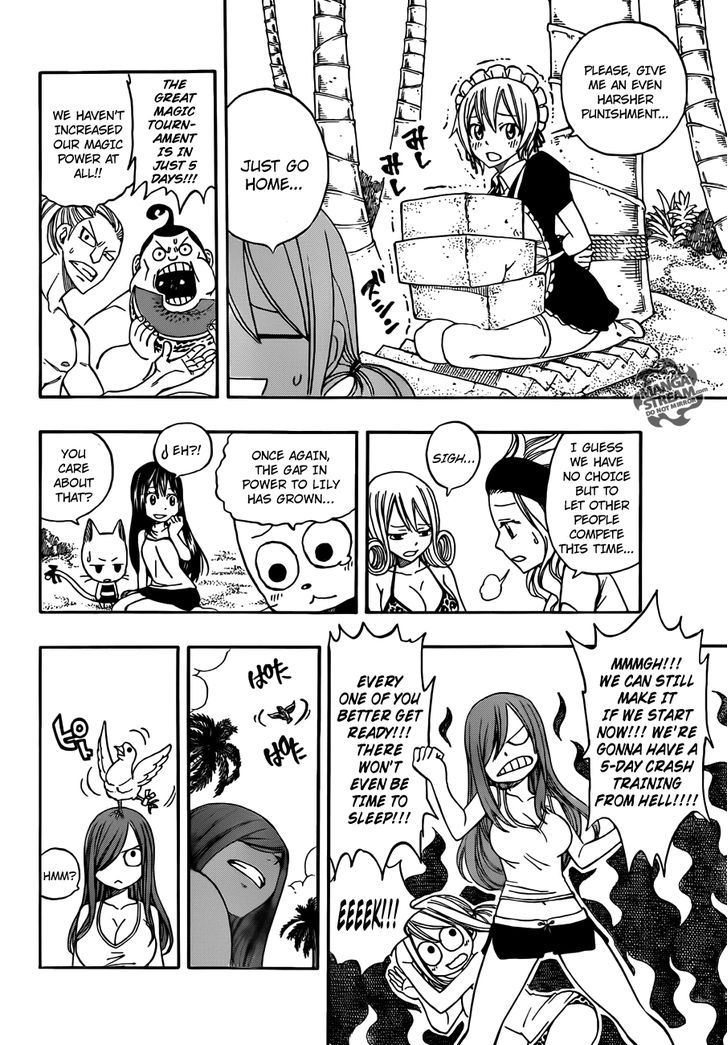 PLEASE, GIVE
ME AN EVEN
HARSHER
PUNISHMENT...
JUST GO
HOME...
THE
GREAT
MAGIC
TOURN-
AMENT
IS IN
JUST 5
DAYS!!!
WE HAVEN'T
INCREASED
OUR MAGIC
POWER AT
ALL!!
MANGA
STREAM.com
DO NOT MIRROR
I GUESS
WE HAVE
NO CHOICE
BUT TO
LET OTHER
PEOPLE
COMPETE
THIS TIME...
SIGH...
ONCE AGAIN,
THE GAP IN
POWER TO LILY
HAS GROWN...
EH?!
YOU
CARE
ABOUT
THAT?
MMMGH!!!
WE CAN STILL
MAKE IT
IF WE START
NOW!!! WE'RE
GONNA HAVE A
5-DAY CRASH
TRAINING
FROM HELL!!!!
EVERY
ONE OF YOU
BETTER GET
READY!!!
THERE
WON'T
EVEN BE
TIME TO
SLEEP!!!
EEEEK!!!
ぱた
ぱた
HMM?